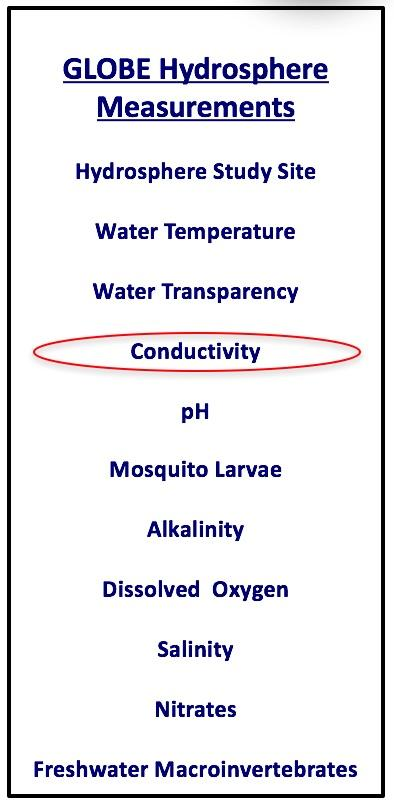 GLOBE Hydrosphere
Measurements
Hydrosphere Study Site
Water Temperature
Water Transparency
Conductivity
pH
Mosquito Larvae
Alkalinity
Dissolved  Oxygen
Salinity
Nitrates
Freshwater Macroinvertebrates